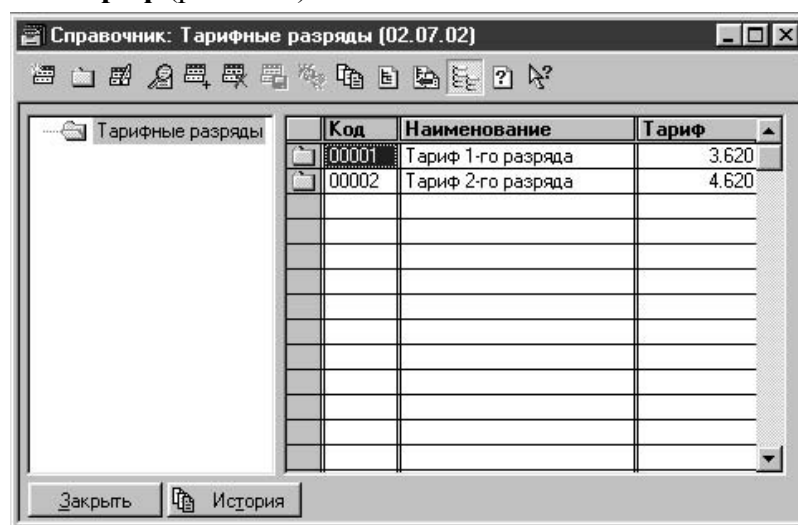 Справочник: Тарифные разряды (02.07.02)
Тарифные разряды
Код Наименование Тариф
00001 Тариф 1-го разряда 3.620
00002 Тариф 2-го разряда 4.620
Закрыть История